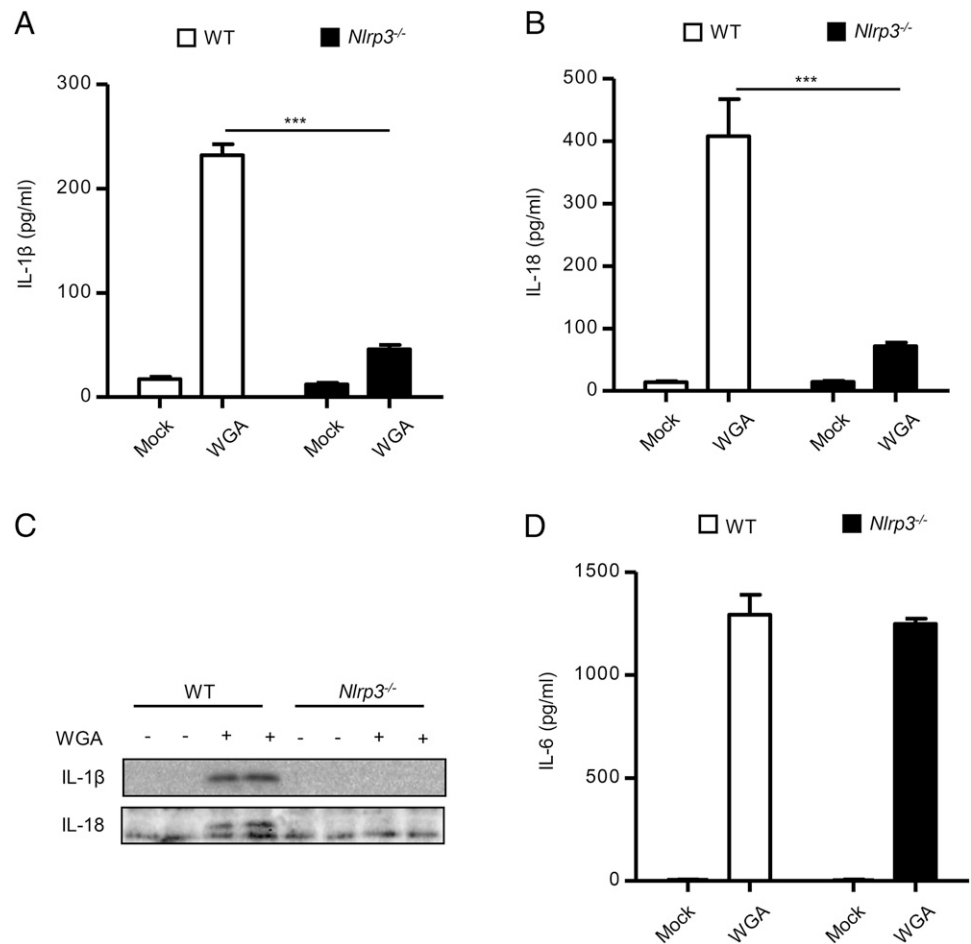 A
WT
Nlrp3-/-
300
200
100
0
IL-1β (pg/ml)
***
Mock
WGA
Mock
WGA
B
WT
Nlrp3-/-
500
400
300
200
100
0
IL-18 (pg/ml)
***
Mock
WGA
Mock
WGA
C
WT
Nlrp3-/-
WGA - - + + - - + +
IL-1β
IL-18
D
WT
Nlrp3-/-
1500
1000
500
0
IL-6 (pg/ml)
Mock
WGA
Mock
WGA